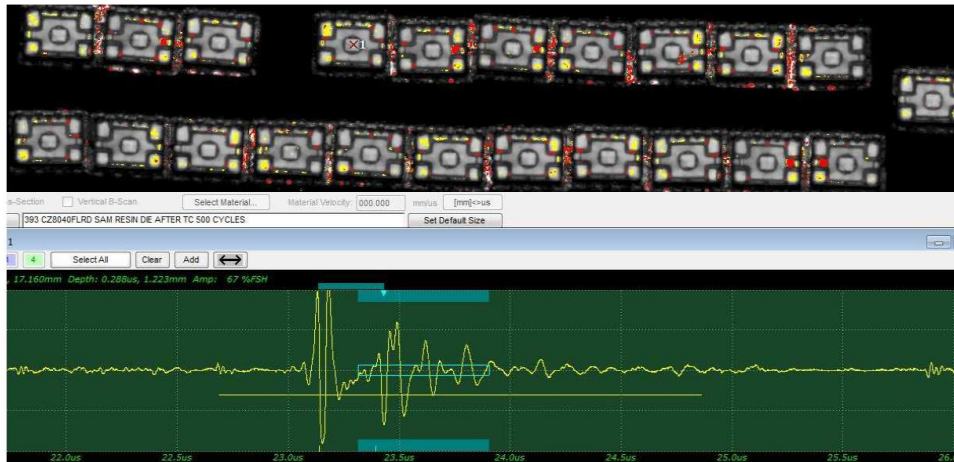 1
s-Section Vertical B-Scan Select Material... Material Velocity: 000.000 mm/us [mm]<>us
393 CZ8040FLRD SAM RESIN DIE AFTER TC 500 CYCLES Set Default Size
1
4 Select All Clear Add
, 17.160mm Depth: 0.288us, 1.223mm Amp: 67 %FSH
22.0us 22.5us 23.0us 23.5us 24.0us 24.5us 25.0us 25.5us 26.